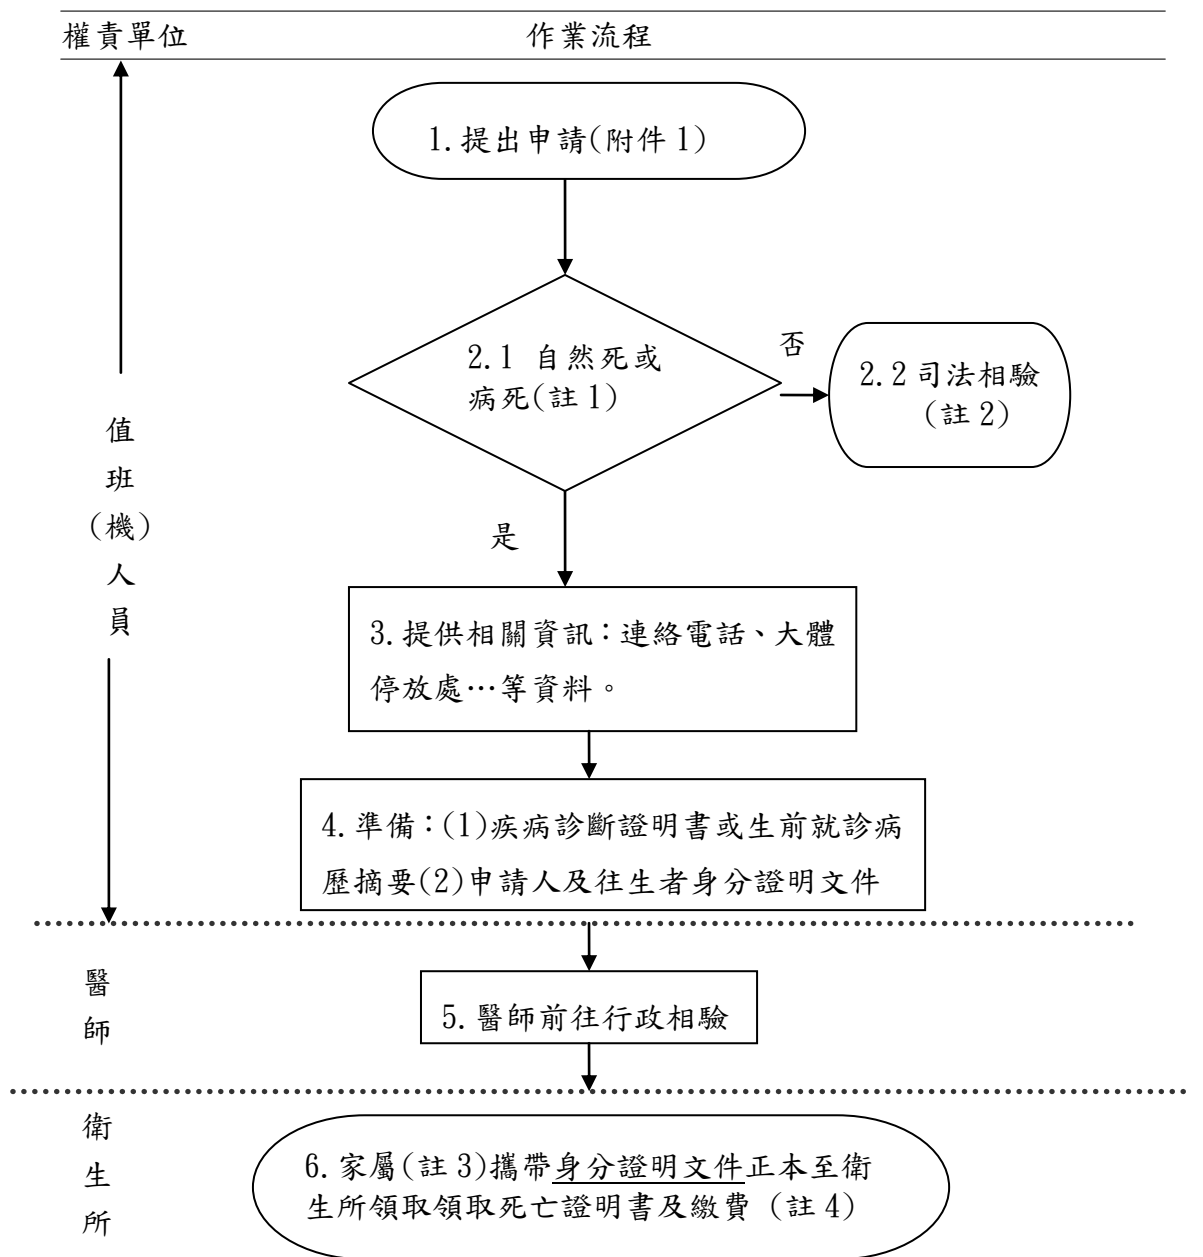 權責單位 作業流程
1.提出申請(附件 1)
2.1 自然死或
病死(註 1)
否
2.2 司法相驗
(註 2)
是
值
班
(機)
人
員
3.提供相關資訊：連絡電話、大體
停放處…等資料。
4.準備：(1)疾病診斷證明書或生前就診病
歷摘要(2)申請人及往生者身分證明文件
醫
師
5.醫師前往行政相驗
衛
生
所
6.家屬(註 3)攜帶身分證明文件正本至衛
生所領取領取死亡證明書及繳費 (註 4)